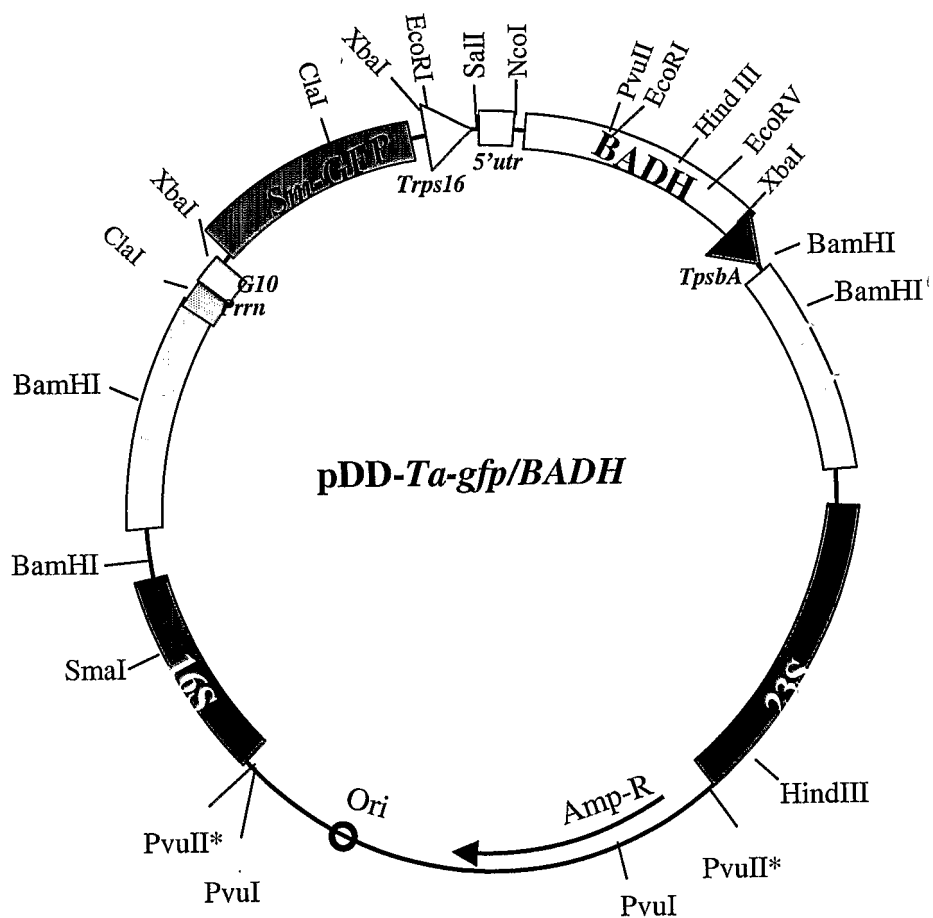 XbaI
EcoRI
SalI
NcoI
PvuII
EcoRI
Hind III
EcoRV
XbaI
ClaI
Sm-GFP
Trps16
5'utr
BADH
TpsbA
BamHI
BamHI
XbaI
ClaI
G10
Prrn
BamHI
pDD-Ta-gfp/BADH
BamHI
SmaI
16S
23S
HindIII
Ori
Amp-R
PvuII*
PvuI
PvuI
PvuII*